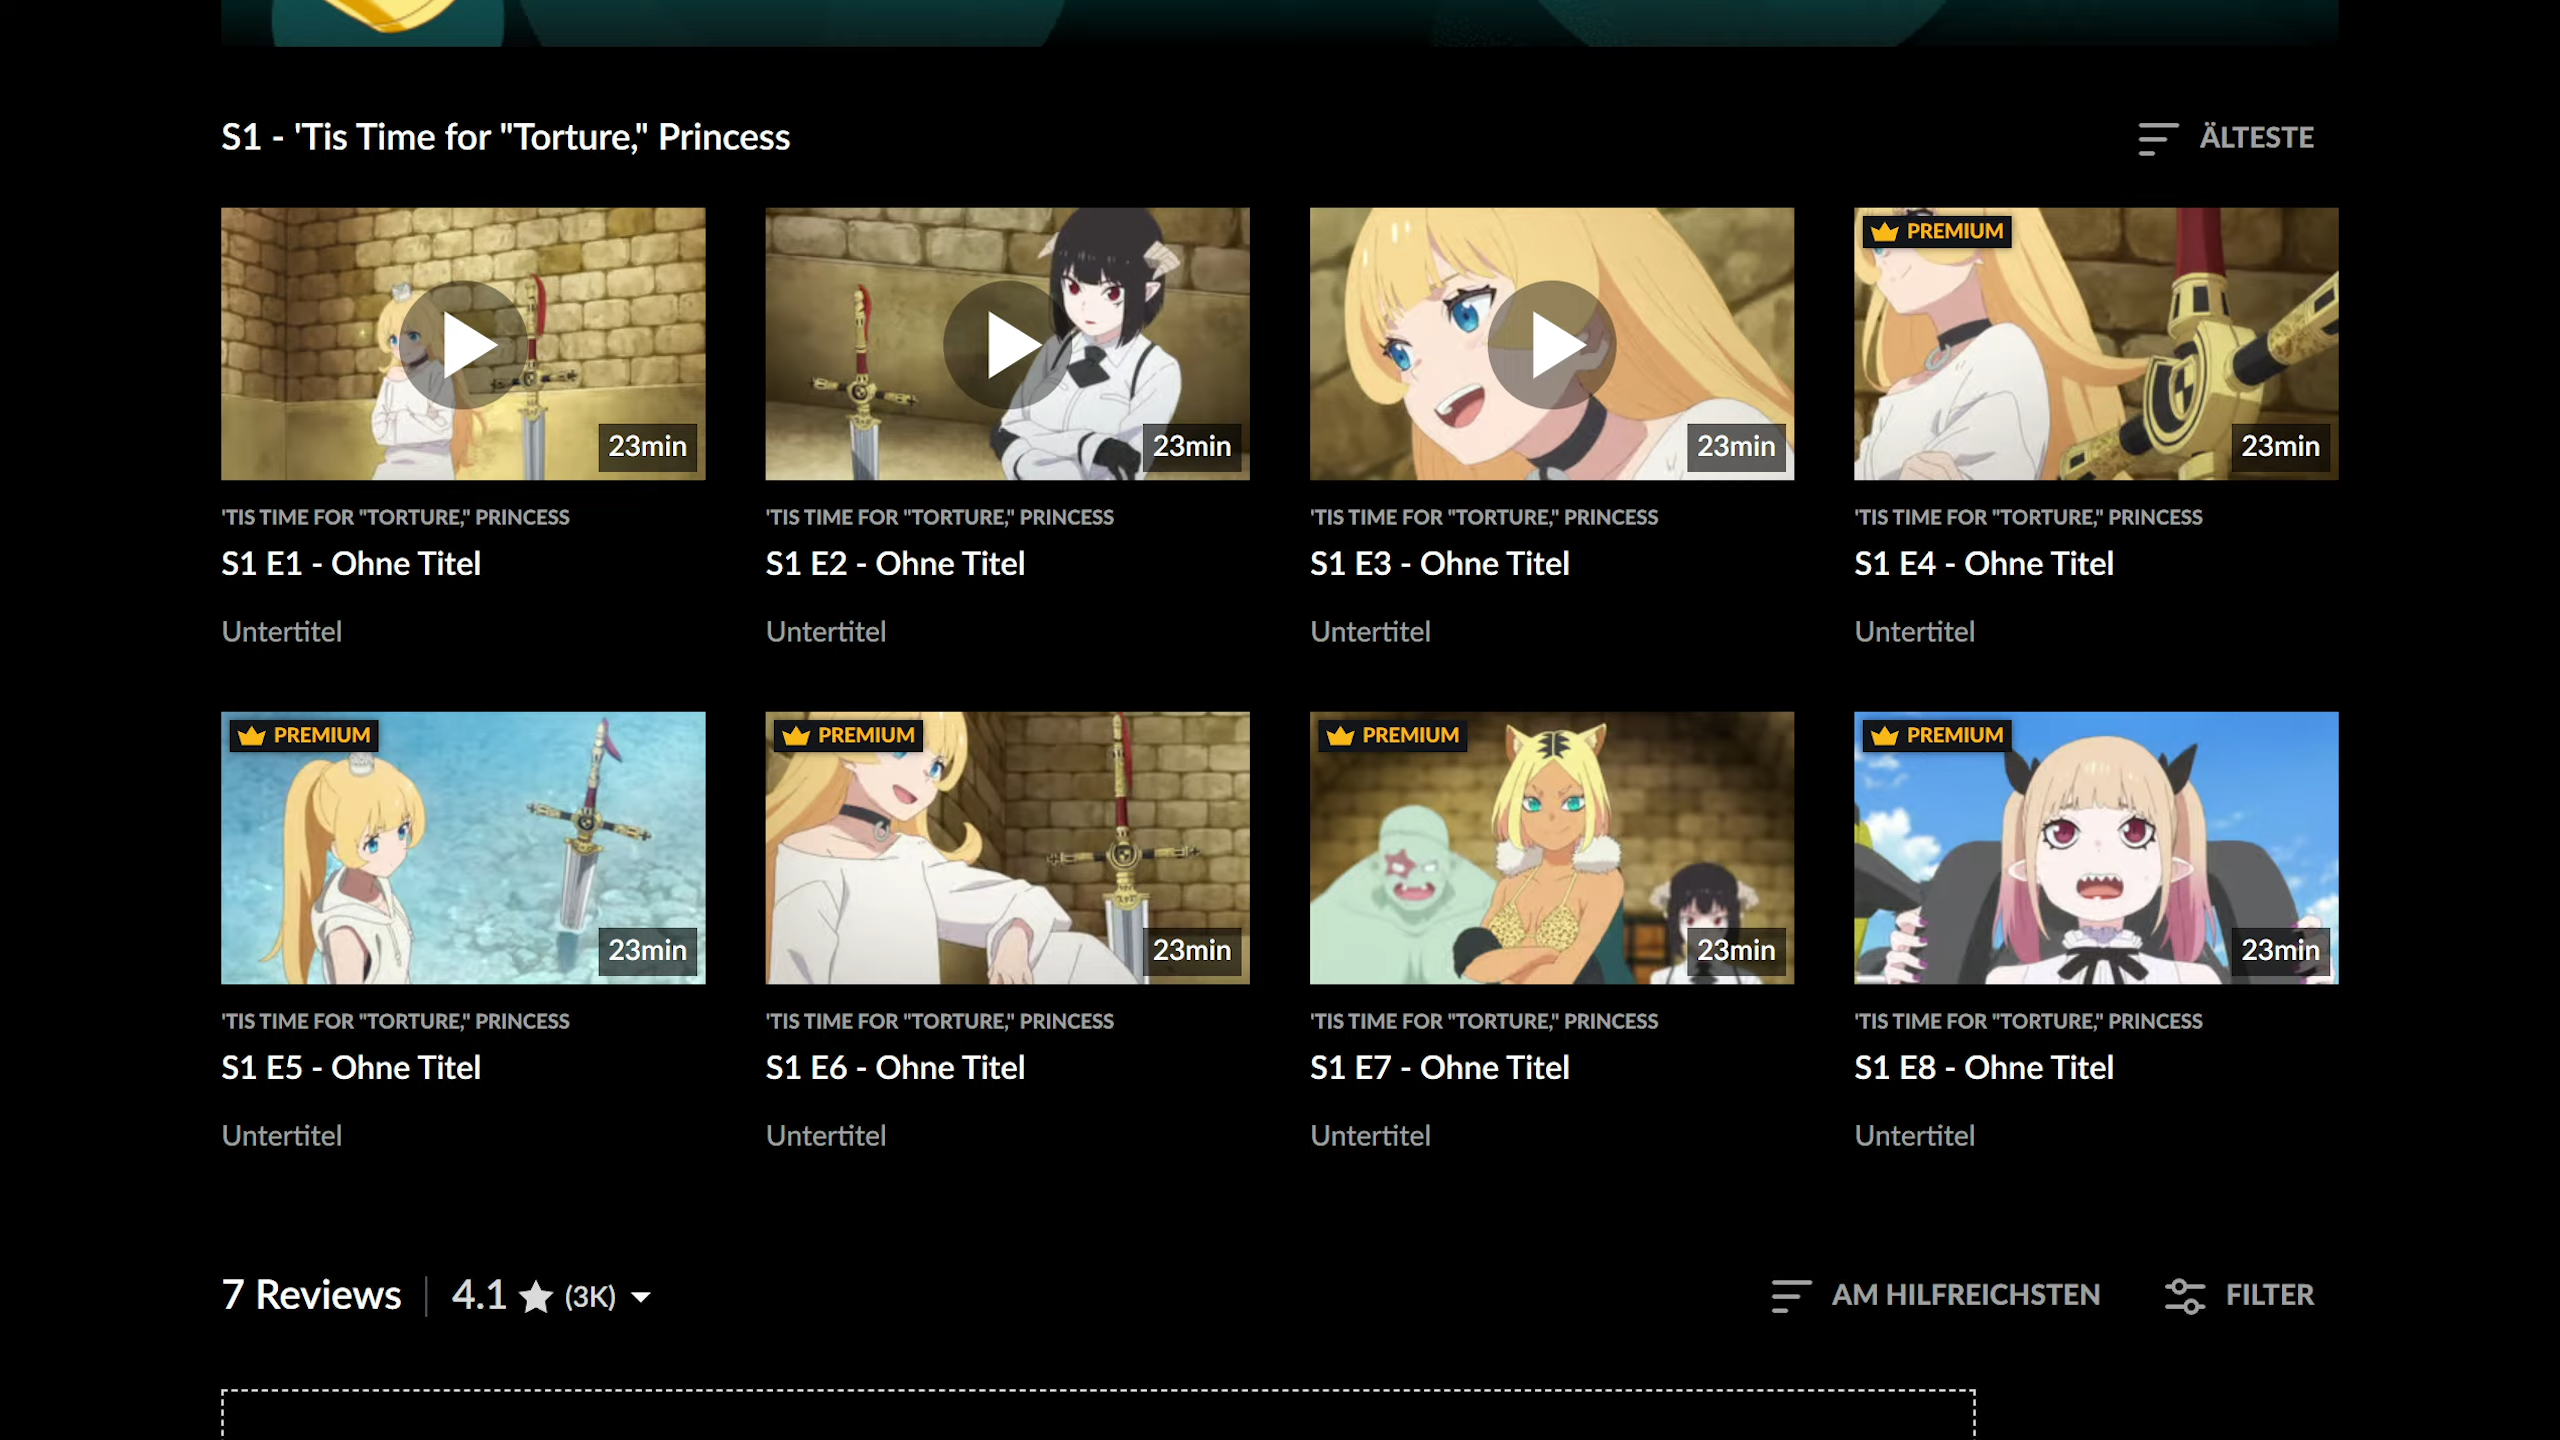 S1 - 'Tis Time for "Torture," Princess
ÄLTESTE
23min
23min
23min
PREMIUM
23min
'TIS TIME FOR "TORTURE," PRINCESS
'TIS TIME FOR "TORTURE," PRINCESS
'TIS TIME FOR "TORTURE," PRINCESS
'TIS TIME FOR "TORTURE," PRINCESS
S1 E1 - Ohne Titel
S1 E2 - Ohne Titel
S1 E3 - Ohne Titel
S1 E4 - Ohne Titel
Untertitel
Untertitel
Untertitel
Untertitel
PREMIUM
PREMIUM
PREMIUM
PREMIUM
23min
23min
23min
23min
'TIS TIME FOR "TORTURE," PRINCESS
'TIS TIME FOR "TORTURE," PRINCESS
'TIS TIME FOR "TORTURE," PRINCESS
'TIS TIME FOR "TORTURE," PRINCESS
S1 E5 - Ohne Titel
S1 E6 - Ohne Titel
S1 E7 - Ohne Titel
S1 E8 - Ohne Titel
Untertitel
Untertitel
Untertitel
Untertitel
7 Reviews
4.1 ★ (3K)
AM HILFREICHSTEN
FILTER